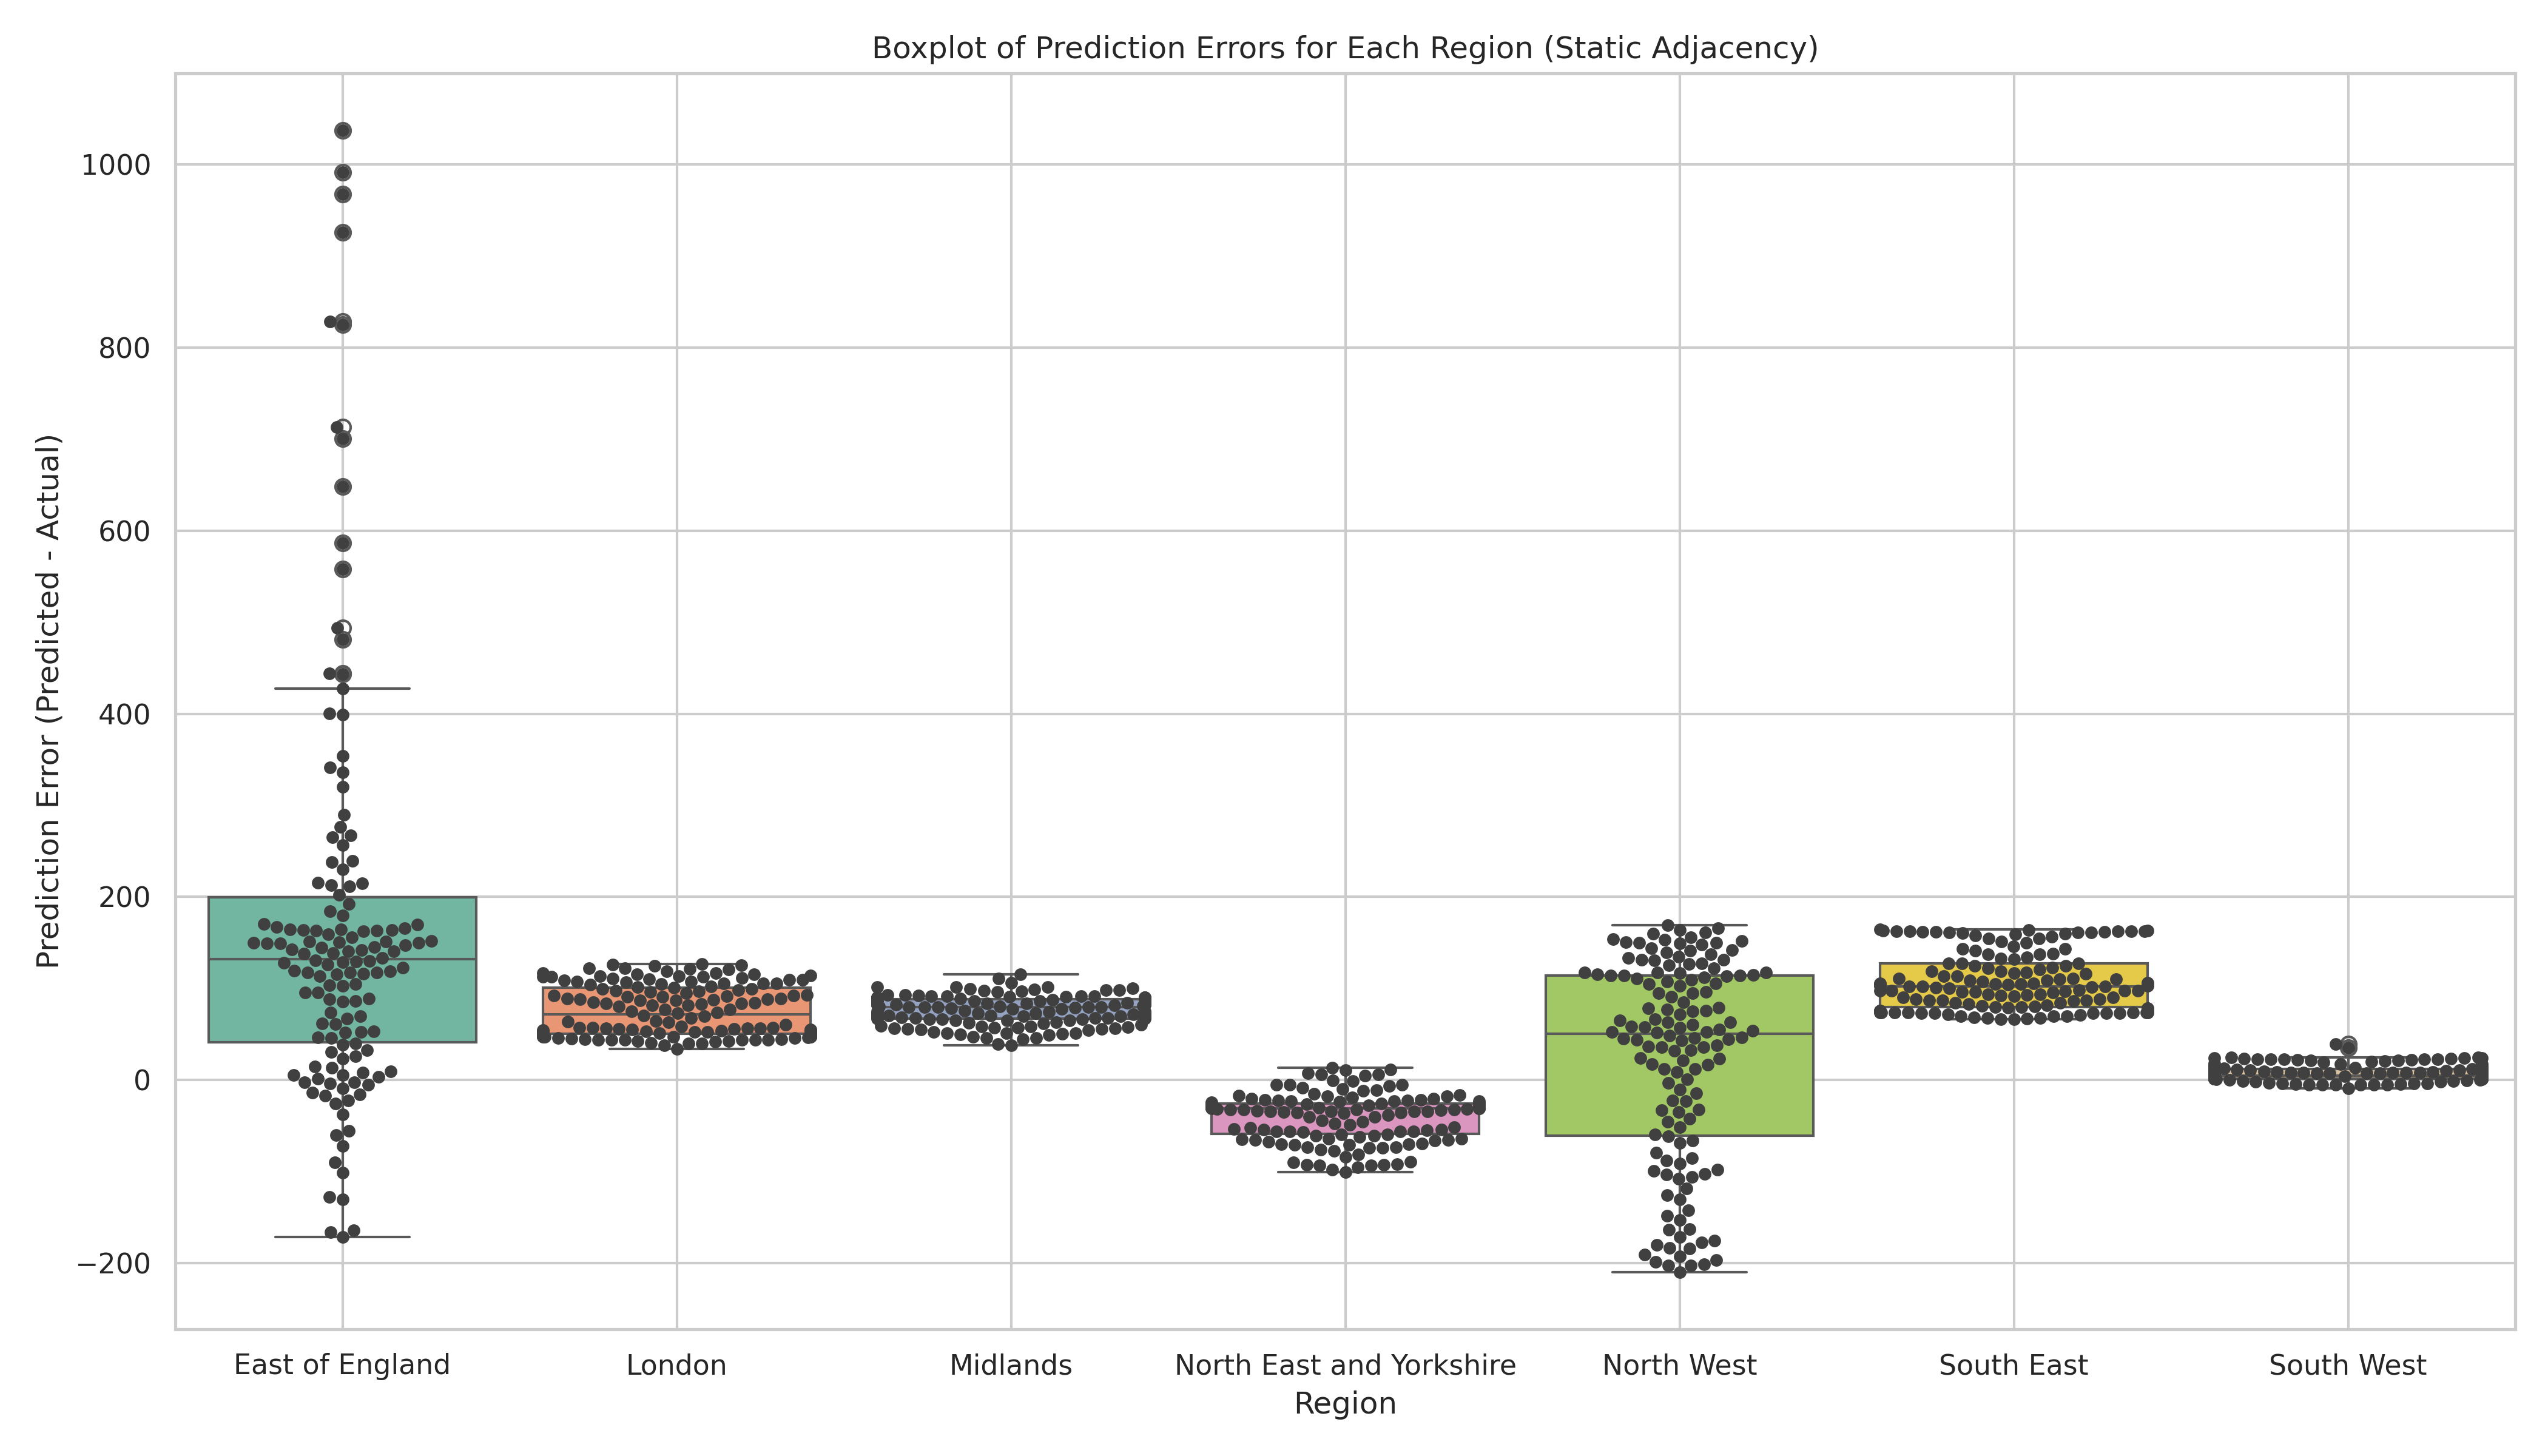 Boxplot of Prediction Errors for Each Region (Static Adjacency)
Prediction Error (Predicted - Actual)
1000
800
600
400
200
0
−200
East of England
London
Midlands
North East and Yorkshire
North West
South East
South West
Region